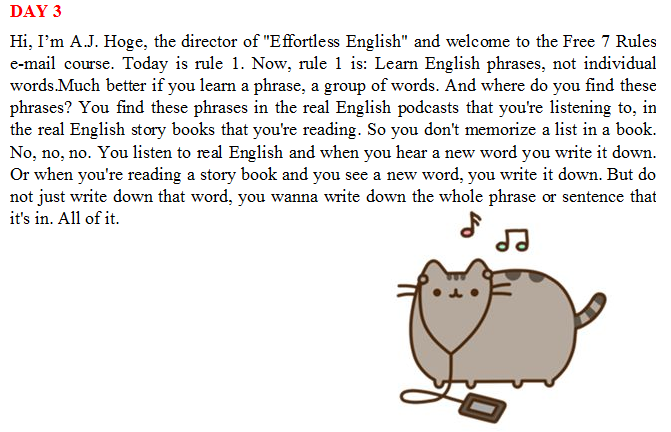 DAY 3
Hi, I’m A.J. Hoge, the director of "Effortless English" and welcome to the Free 7 Rules
e-mail course. Today is rule 1. Now, rule 1 is: Learn English phrases, not individual
words.Much better if you learn a phrase, a group of words. And where do you find these
phrases? You find these phrases in the real English podcasts that you're listening to, in
the real English story books that you're reading. So you don't memorize a list in a book.
No, no, no. You listen to real English and when you hear a new word you write it down.
Or when you're reading a story book and you see a new word, you write it down. But do
not just write down that word, you wanna write down the whole phrase or sentence that
it's in. All of it.